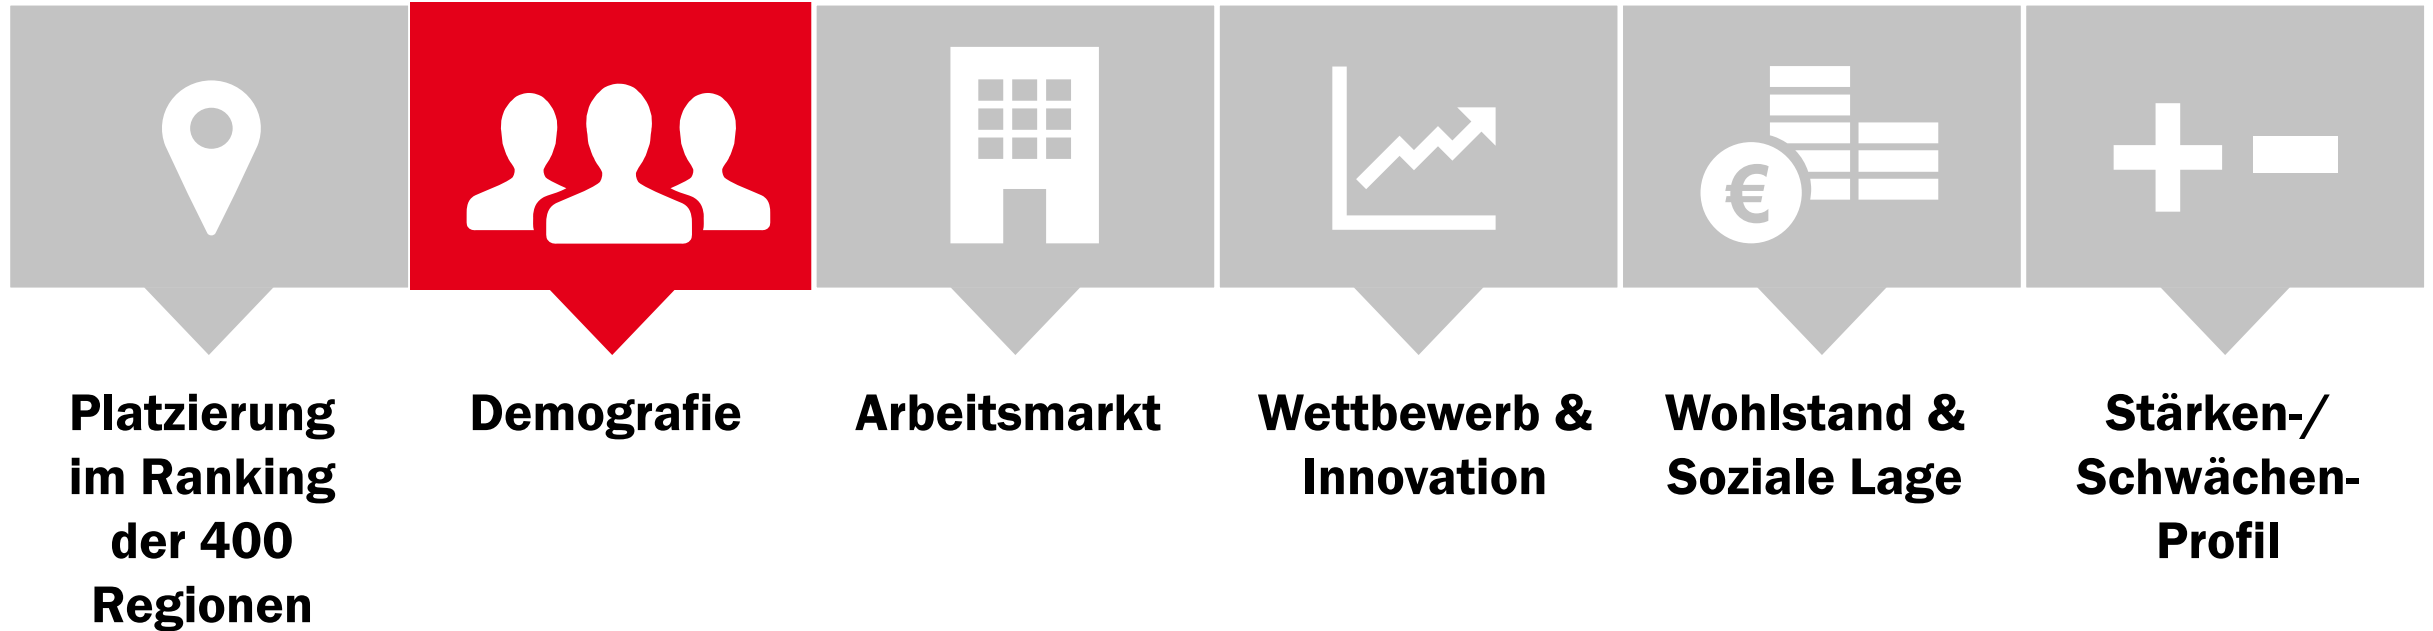 Platzierung
im Ranking
der 400
Regionen
Demografie
Arbeitsmarkt
Wettbewerb &
Innovation
€
Wohlstand &
Soziale Lage
Stärken-/
Schwächen-
Profil